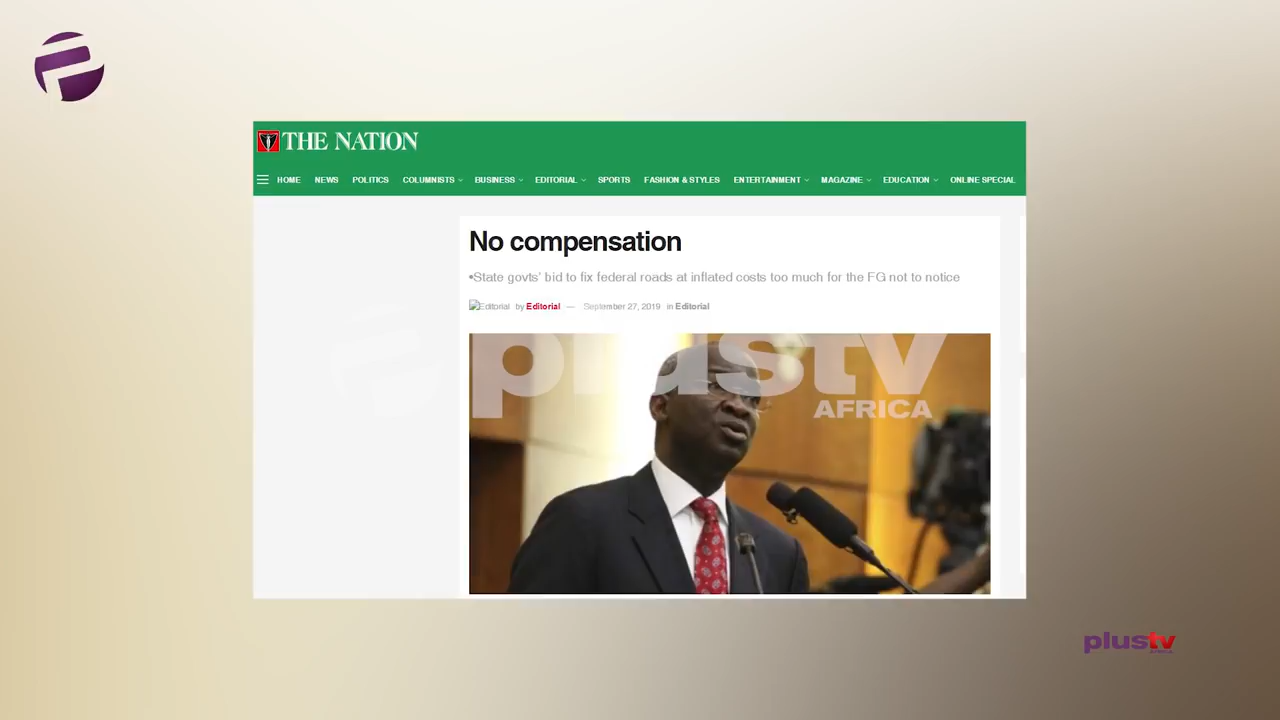 THE NATION
HOME NEWS POLITICS COLUMNISTS BUSINESS EDITORIAL SPORTS FASHION & STYLES ENTERTAINMENT MAGAZINE EDUCATION ONLINE SPECIAL
No compensation
•State govts' bid to fix federal roads at inflated costs too much for the FG not to notice
Editorial by Editorial — September 27, 2019 in Editorial
plustv
AFRICA
plustv
AFRICA